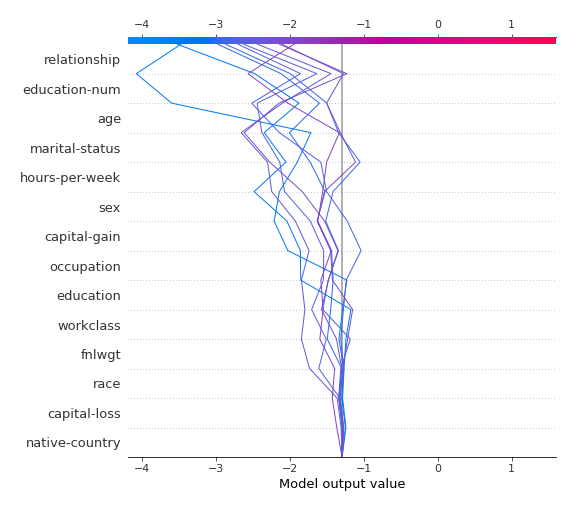 −4 −3 −2 −1 0 1
relationship
education-num
age
marital-status
hours-per-week
sex
capital-gain
occupation
education
workclass
fnlwgt
race
capital-loss
native-country
−4 −3 −2 −1 0 1
Model output value